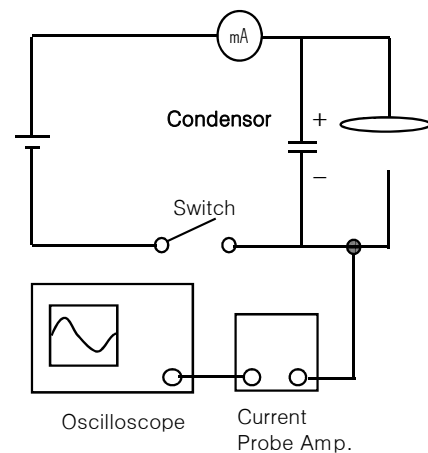 mA
Condensor
+
−
Switch
Oscilloscope
Current
Probe Amp.